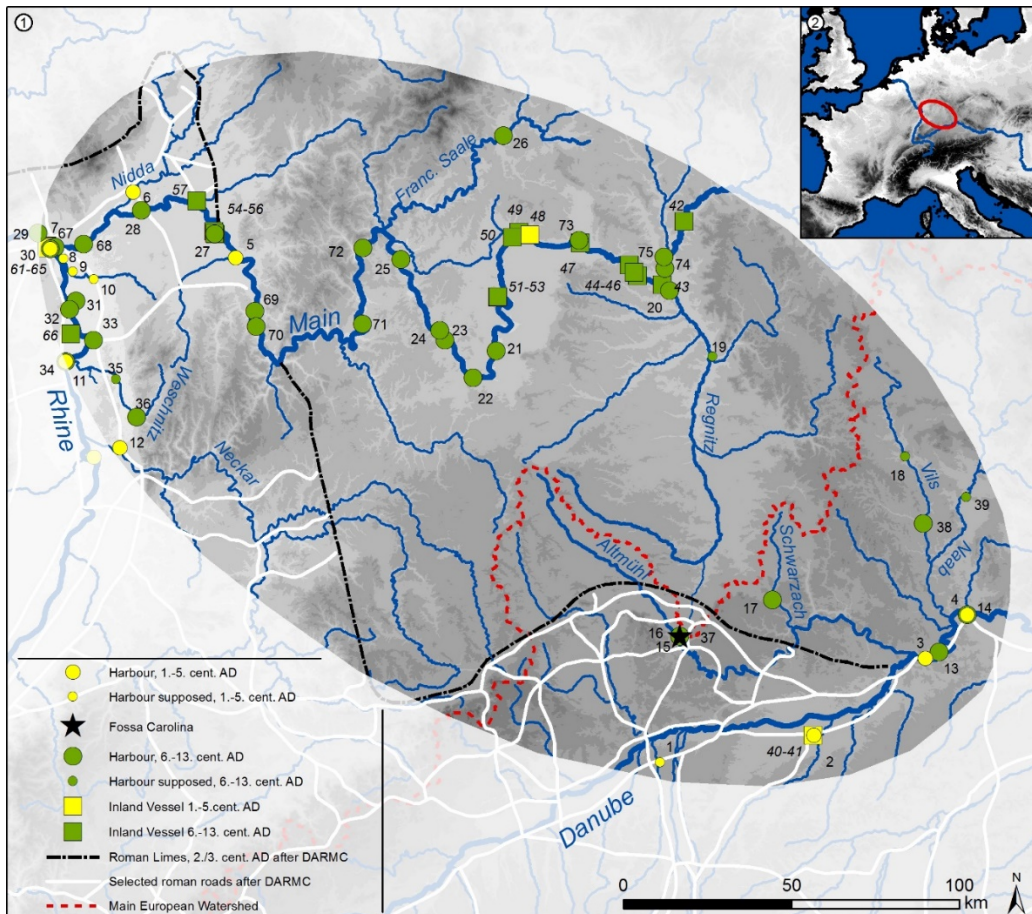 1
2
26
Franc. Saale
Nidda
57
6
54-56
42
49
48
50
73
29
7
67
68
28
30
8
61-65
9
10
27
5
72
25
47
75
74
44-46
43
20
31
32
69
51-53
66
33
70
Main
71
23
24
21
19
34
11
35
22
Weschnitz
36
Rhine
12
Neckar
Regnitz
18
Vils
39
38
Naab
Altmühl
Schwarzach
17
4
14
16
15
37
3
13
1
40-41
2
Danube
Harbour, 1.-5. cent. AD
Harbour supposed, 1.-5. cent. AD
Fossa Carolina
Harbour, 6.-13. cent. AD
Harbour supposed, 6.-13. cent. AD
Inland Vessel 1.-5.cent. AD
Inland Vessel 6.-13. cent. AD
Roman Limes, 2./3. cent. AD after DARMC
Selected roman roads after DARMC
Main European Watershed
0 50 100
km
N